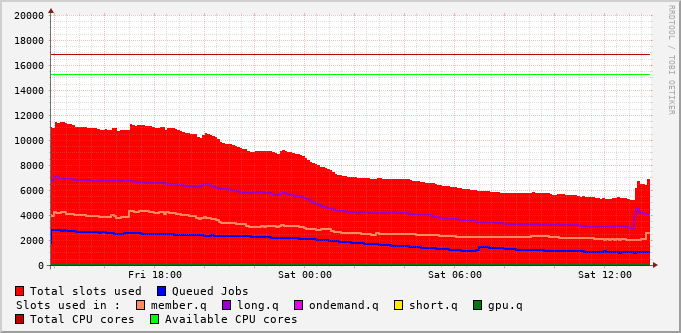 20000
18000
16000
14000
12000
10000
8000
6000
4000
2000
0
Fri 18:00 Sat 00:00 Sat 06:00 Sat 12:00
RRDTOOL / TOBI OETIKER
Total slots used Queued Jobs
Slots used in : member.q long.q ondemand.q short.q gpu.q
Total CPU cores Available CPU cores